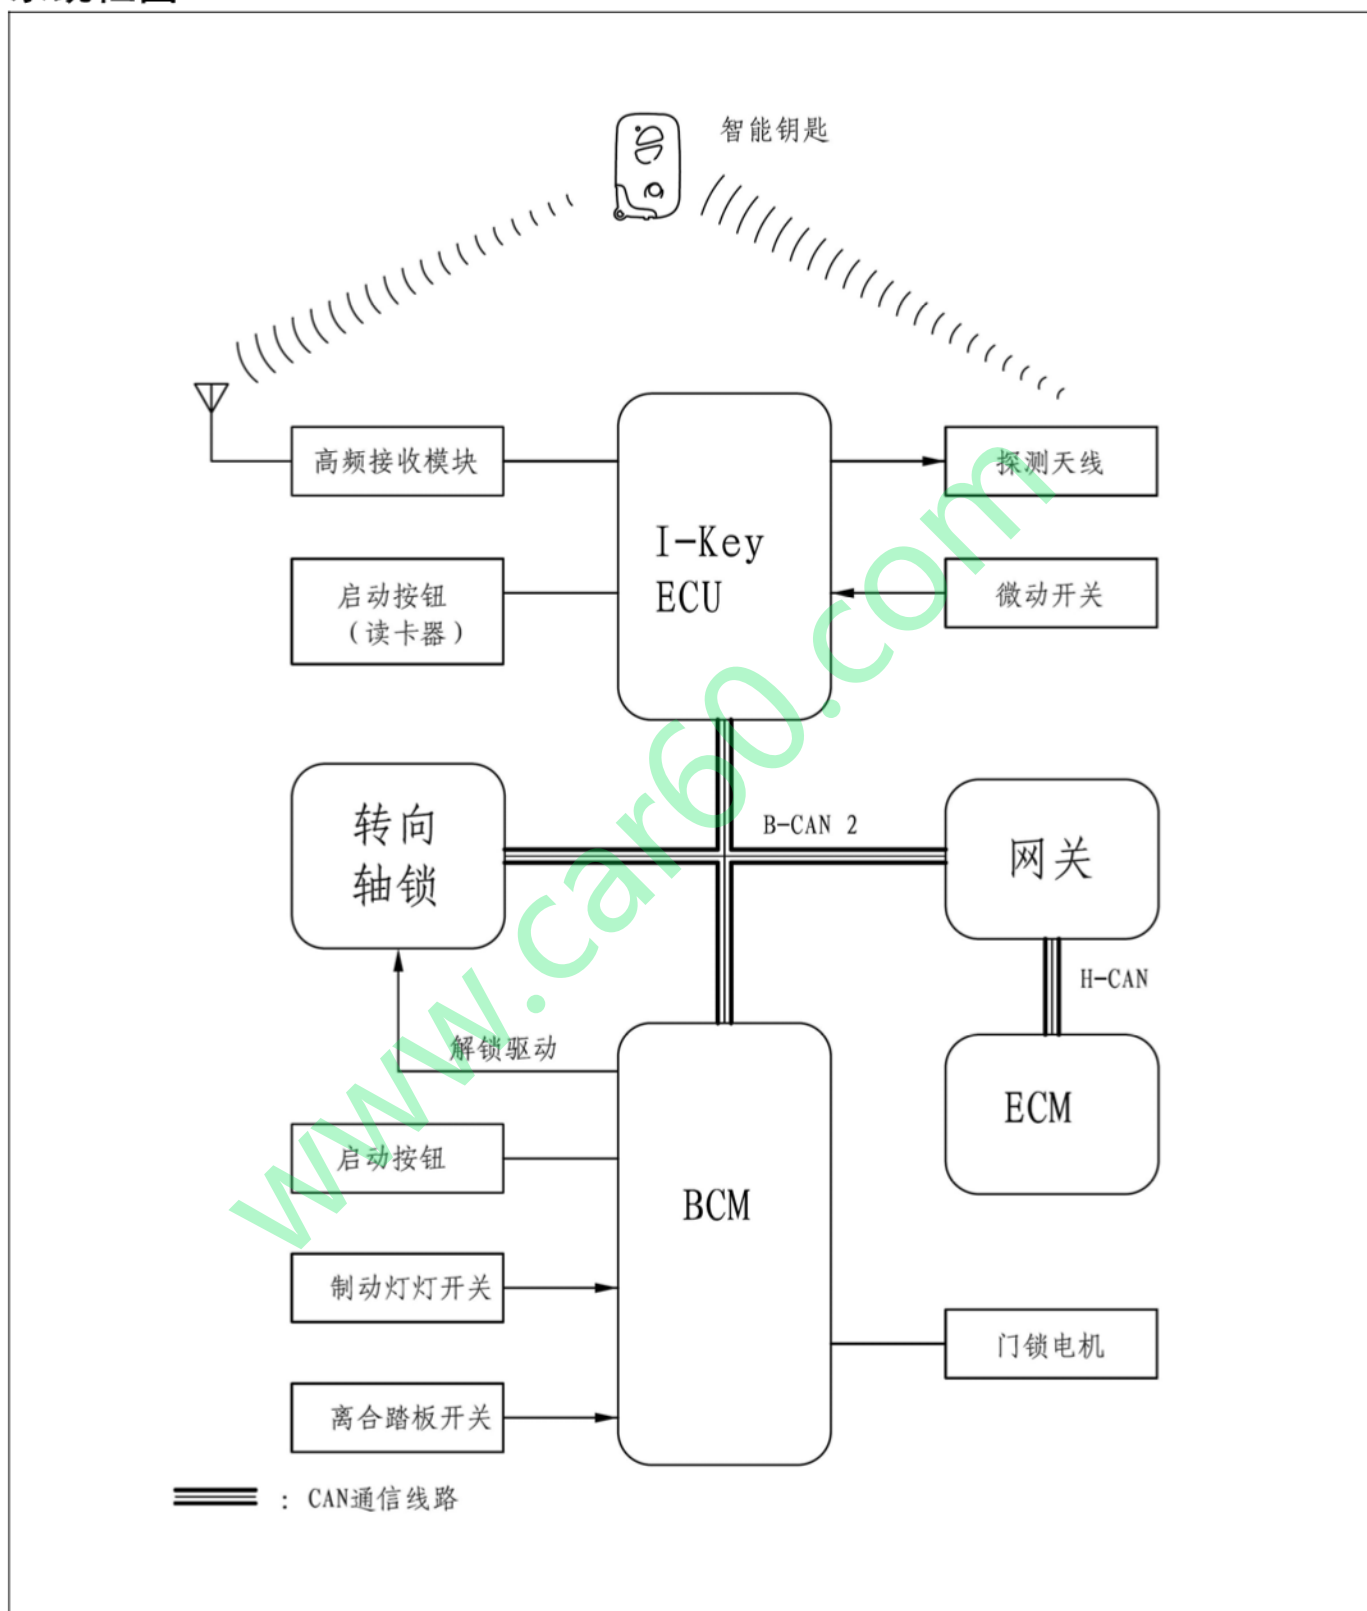 智能钥匙
高频接收模块
探测天线
I-Key
ECU
启动按钮
(读卡器)
微动开关
转向
轴锁
B-CAN 2
网关
H-CAN
解锁驱动
ECM
启动按钮
BCM
制动灯灯开关
门锁电机
离合踏板开关
: CAN通信线路
www.car60.com